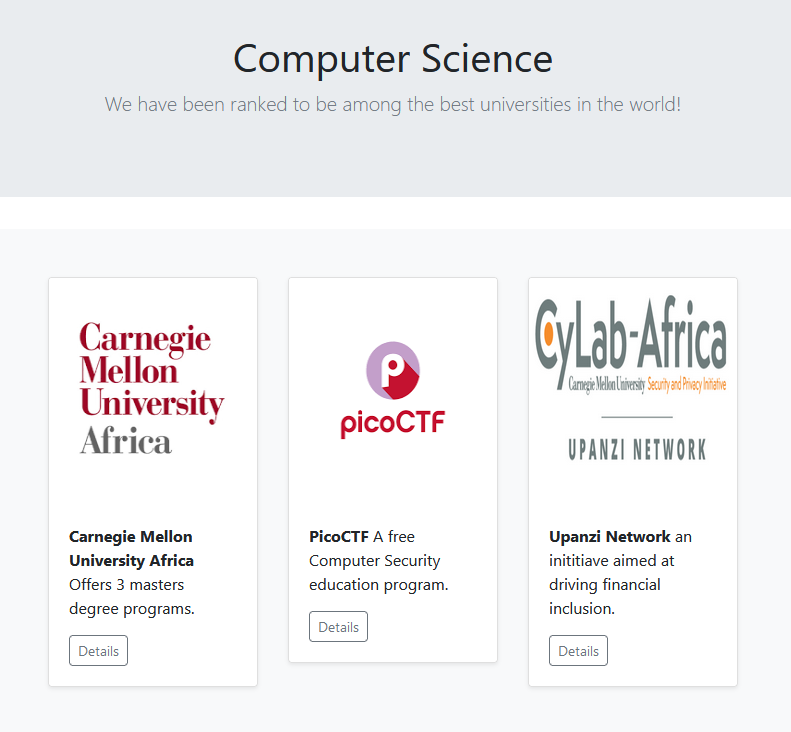 Computer Science
We have been ranked to be among the best universities in the world!
Carnegie
Mellon
University
Africa
Carnegie Mellon
University Africa
Offers 3 masters
degree programs.
Details
p
picoCTF
PicoCTF A free
Computer Security
education program.
Details
CyLab-Africa
Carnegie Mellon University Security and Privacy Initiative
UPANZI NETWORK
Upanzi Network an
inititiave aimed at
driving financial
inclusion.
Details